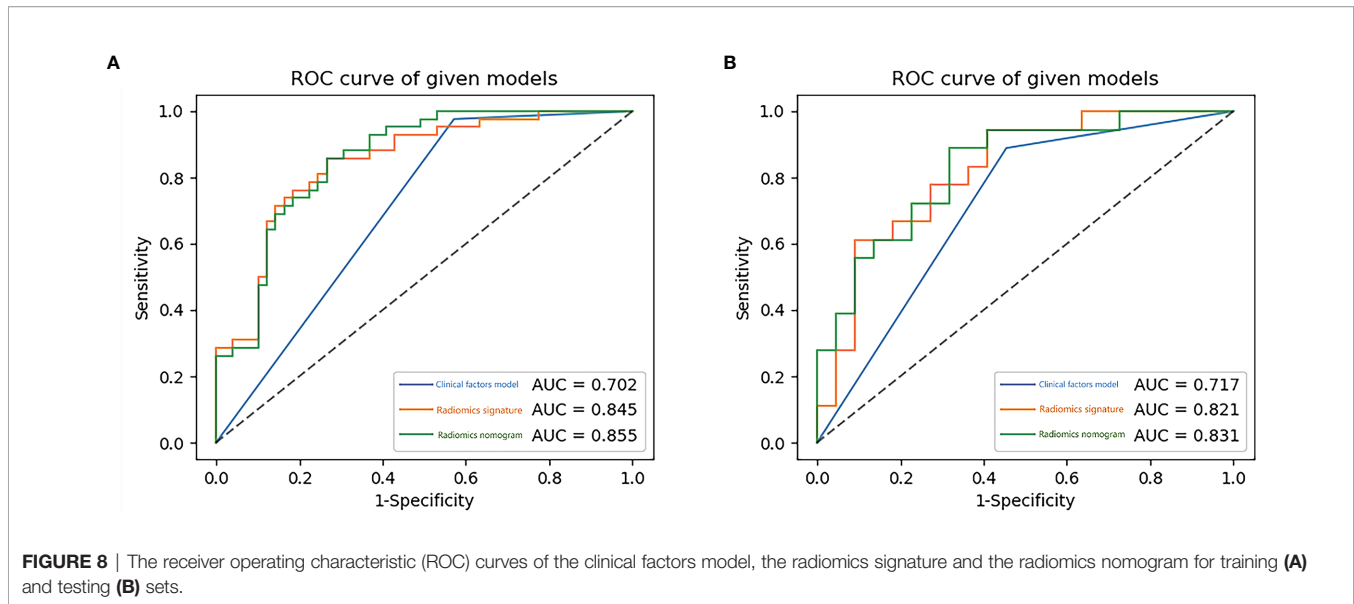 A
ROC curve of given models
1.0
0.8
0.6
0.4
0.2
0.0
Sensitivity
Clinical factors model AUC = 0.702
Radiomics signature AUC = 0.845
Radiomics nomogram AUC = 0.855
0.0 0.2 0.4 0.6 0.8 1.0
1-Specificity
B
ROC curve of given models
1.0
0.8
0.6
0.4
0.2
0.0
Sensitivity
Clinical factors model AUC = 0.717
Radiomics signature AUC = 0.821
Radiomics nomogram AUC = 0.831
0.0 0.2 0.4 0.6 0.8 1.0
1-Specificity
FIGURE 8 | The receiver operating characteristic (ROC) curves of the clinical factors model, the radiomics signature and the radiomics nomogram for training (A)
and testing (B) sets.